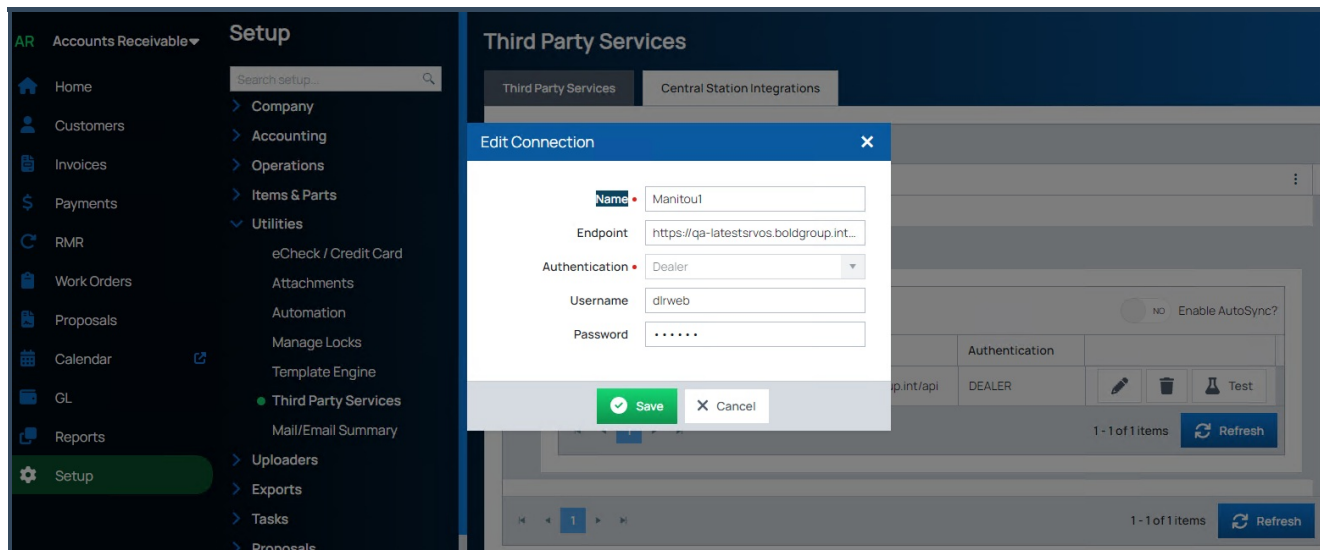 AR Accounts Receivable
Home
Customers
Invoices
Payments
RMR
Work Orders
Proposals
Calendar
GL
Reports
Setup
Setup
Search setup...
Company
Accounting
Operations
Items & Parts
Utilities
eCheck / Credit Card
Attachments
Automation
Manage Locks
Template Engine
Third Party Services
Mail/Email Summary
Uploaders
Exports
Tasks
Proposals
Third Party Services
Third Party Services Central Station Integrations
Edit Connection
Name • Manitou1
Endpoint https://qa-latestsrvos.boldgroup.int...
Authentication • Dealer
Username dlrweb
Password ••••••
Save Cancel
NO Enable AutoSync?
Authentication
up.int/api DEALER Test
1 1 - 1 of 1 items Refresh
1 1 - 1 of 1 items Refresh